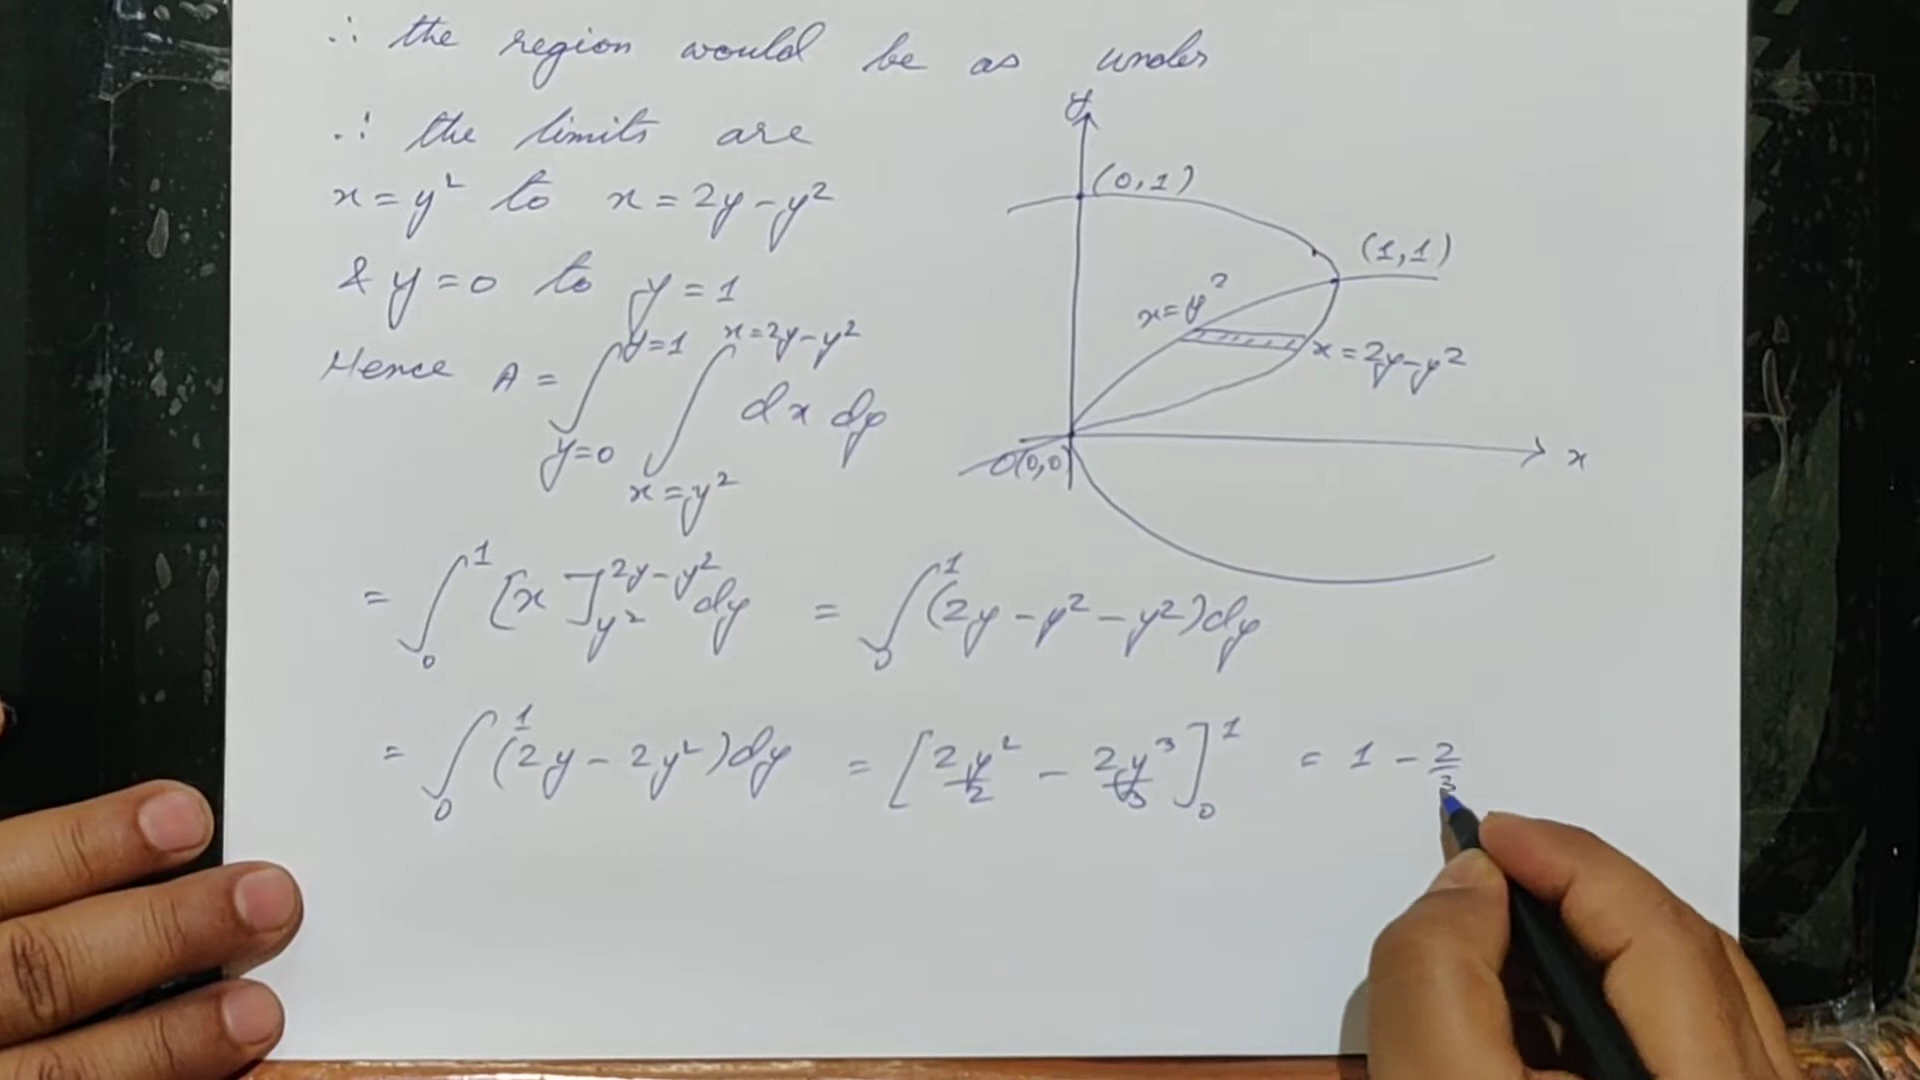 ∴ the region would be as under
∴ the limits are
x = y² to x = 2y - y²
& y = 0 to y = 1
Hence A = ∫_{y=0}^{y=1} ∫_{x=y²}^{x=2y-y²} dx dy
= ∫_0^1 [x]_{y²}^{2y-y²} dy = ∫_0^1 (2y - y² - y²) dy
= ∫_0^1 (2y - 2y²) dy = [2y²/2 - 2y³/3]_0^1 = 1 - 2/3
y
(0,1)
(1,1)
x = y²
x = 2y - y²
O(0,0)
x